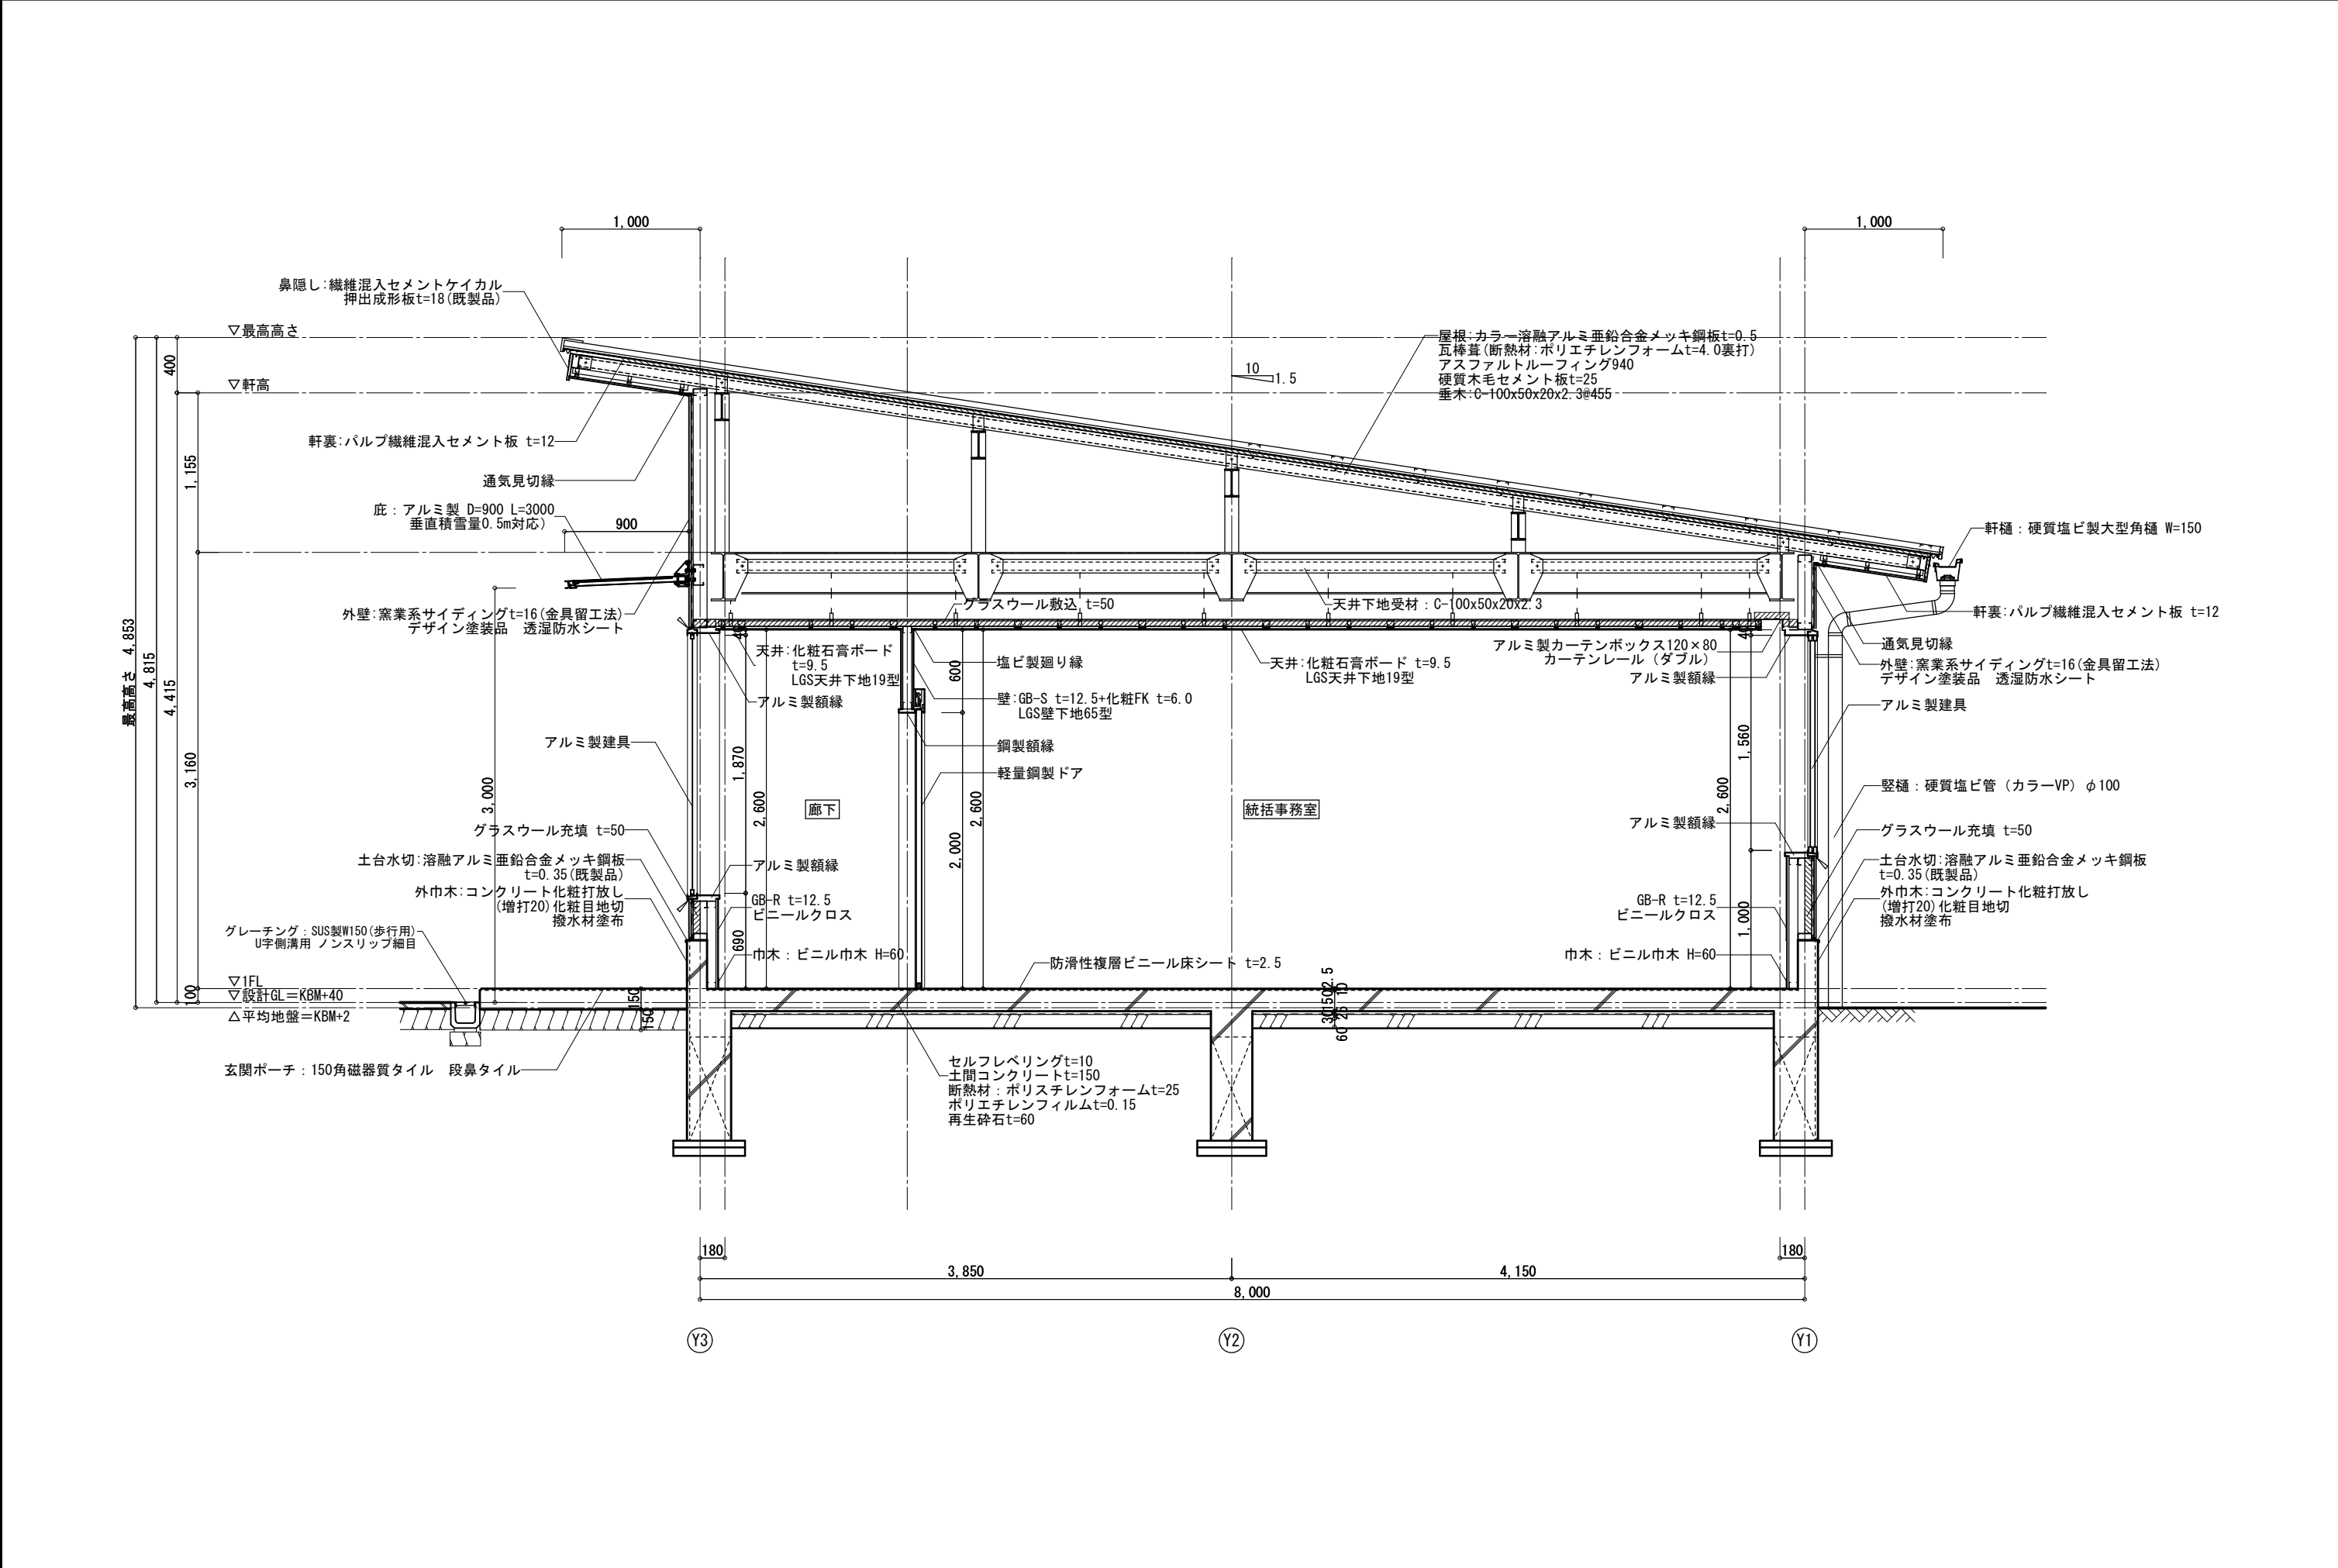 1,000
1,000
鼻隠し:繊維混入セメントケイカル
押出成形板t=18(既製品)
▽最高高さ
400
▽軒高
屋根:カラー溶融アルミ亜鉛合金メッキ鋼板t=0.5
瓦棒葺(断熱材:ポリエチレンフォームt=4.0裏打)
アスファルトルーフィング940
硬質木毛セメント板t=25
垂木:C-100x50x20x2.3@455
10
1.5
軒裏:パルプ繊維混入セメント板 t=12
1,155
通気見切縁
庇：アルミ製 D=900 L=3000
垂直積雪量0.5m対応）
900
軒樋：硬質塩ビ製大型角樋 W=150
外壁:窯業系サイディングt=16(金具留工法)
デザイン塗装品　透湿防水シート
グラスウール敷込 t=50
天井下地受材：C-100x50x20x2.3
軒裏:パルプ繊維混入セメント板 t=12
最高高さ 4,853
4,815
4,415
3,160
100
3,000
40
天井:化粧石膏ボード
t=9.5
LGS天井下地19型
アルミ製額縁
600
塩ビ製廻り縁
壁:GB-S t=12.5+化粧FK t=6.0
LGS壁下地65型
鋼製額縁
軽量鋼製ドア
天井:化粧石膏ボード t=9.5
LGS天井下地19型
アルミ製カーテンボックス120×80
カーテンレール（ダブル）
アルミ製額縁
40
通気見切縁
外壁:窯業系サイディングt=16(金具留工法)
デザイン塗装品　透湿防水シート
アルミ製建具
アルミ製建具
1,870
2,600
廊下
2,600
2,000
統括事務室
1,560
2,600
竪樋：硬質塩ビ管（カラーVP）φ100
グラスウール充填 t=50
アルミ製額縁
グラスウール充填 t=50
土台水切:溶融アルミ亜鉛合金メッキ鋼板
t=0.35(既製品)
外巾木:コンクリート化粧打放し
(増打20)化粧目地切
撥水材塗布
アルミ製額縁
GB-R t=12.5
ビニールクロス
690
巾木：ビニル巾木 H=60
GB-R t=12.5
ビニールクロス
1,000
巾木：ビニル巾木 H=60
土台水切:溶融アルミ亜鉛合金メッキ鋼板
t=0.35(既製品)
外巾木:コンクリート化粧打放し
(増打20)化粧目地切
撥水材塗布
グレーチング：SUS製W150(歩行用)
U字側溝用 ノンスリップ細目
防滑性複層ビニール床シート t=2.5
▽1FL
▽設計GL＝KBM+40
△平均地盤＝KBM+2
150
150
2.5
10
150
25
30
60
玄関ポーチ：150角磁器質タイル　段鼻タイル
セルフレベリングt=10
土間コンクリートt=150
断熱材：ポリスチレンフォームt=25
ポリエチレンフィルムt=0.15
再生砕石t=60
180
180
3,850
4,150
8,000
Y3
Y2
Y1